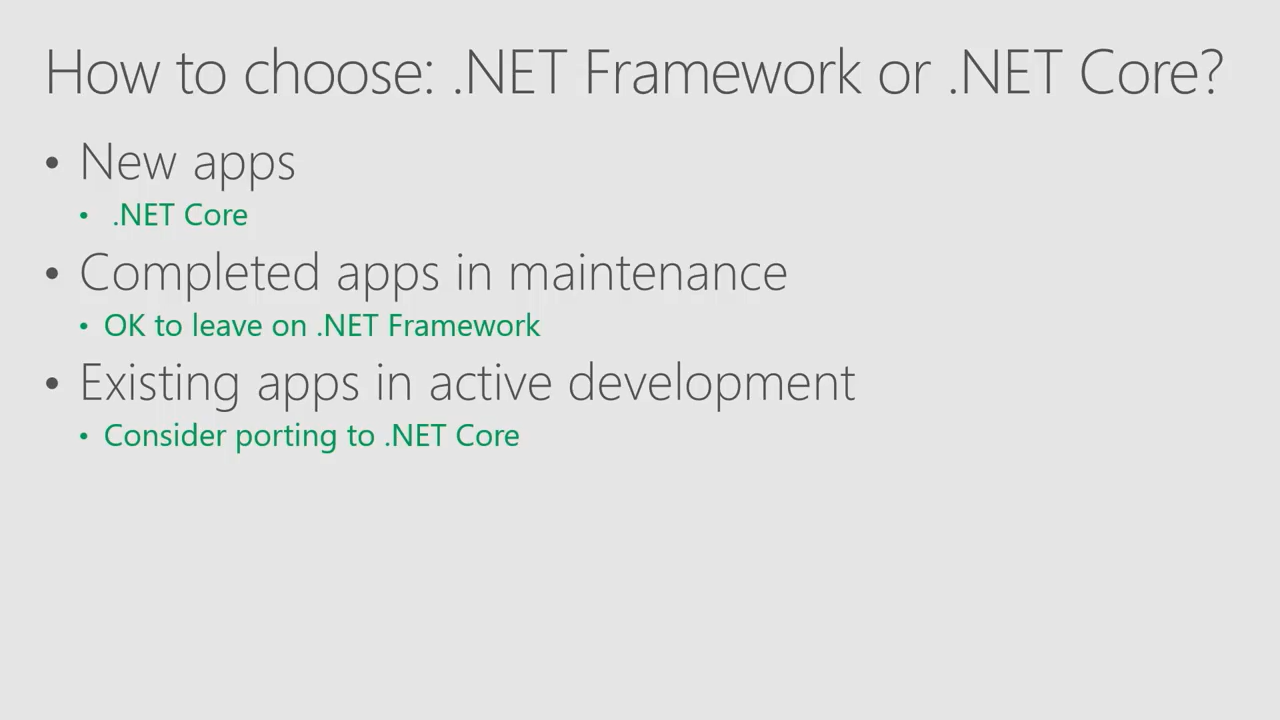 How to choose: .NET Framework or .NET Core?
• New apps
• .NET Core
• Completed apps in maintenance
• OK to leave on .NET Framework
• Existing apps in active development
• Consider porting to .NET Core